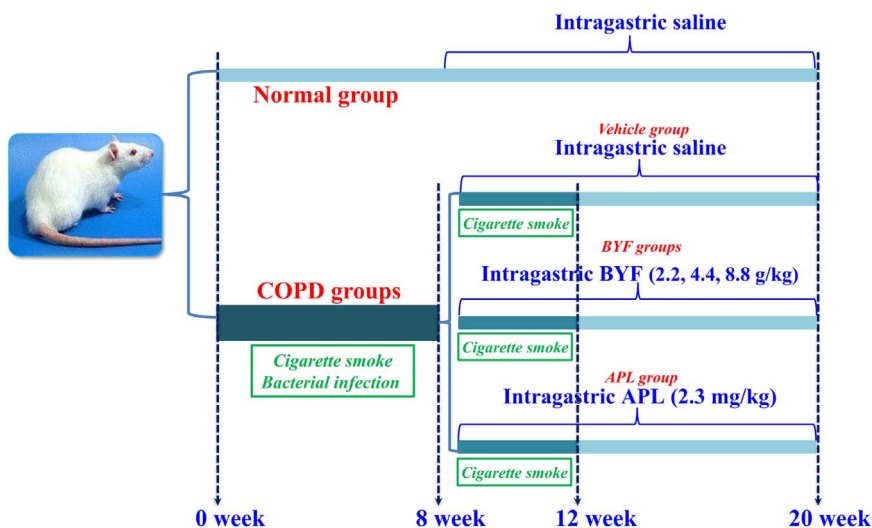 Intragastric saline
Normal group
Vehicle group
Intragastric saline
Cigarette smoke
BYF groups
Intragastric BYF (2.2, 4.4, 8.8 g/kg)
COPD groups
Cigarette smoke
Cigarette smoke
Bacterial infection
APL group
Intragastric APL (2.3 mg/kg)
Cigarette smoke
0 week
8 week
12 week
20 week